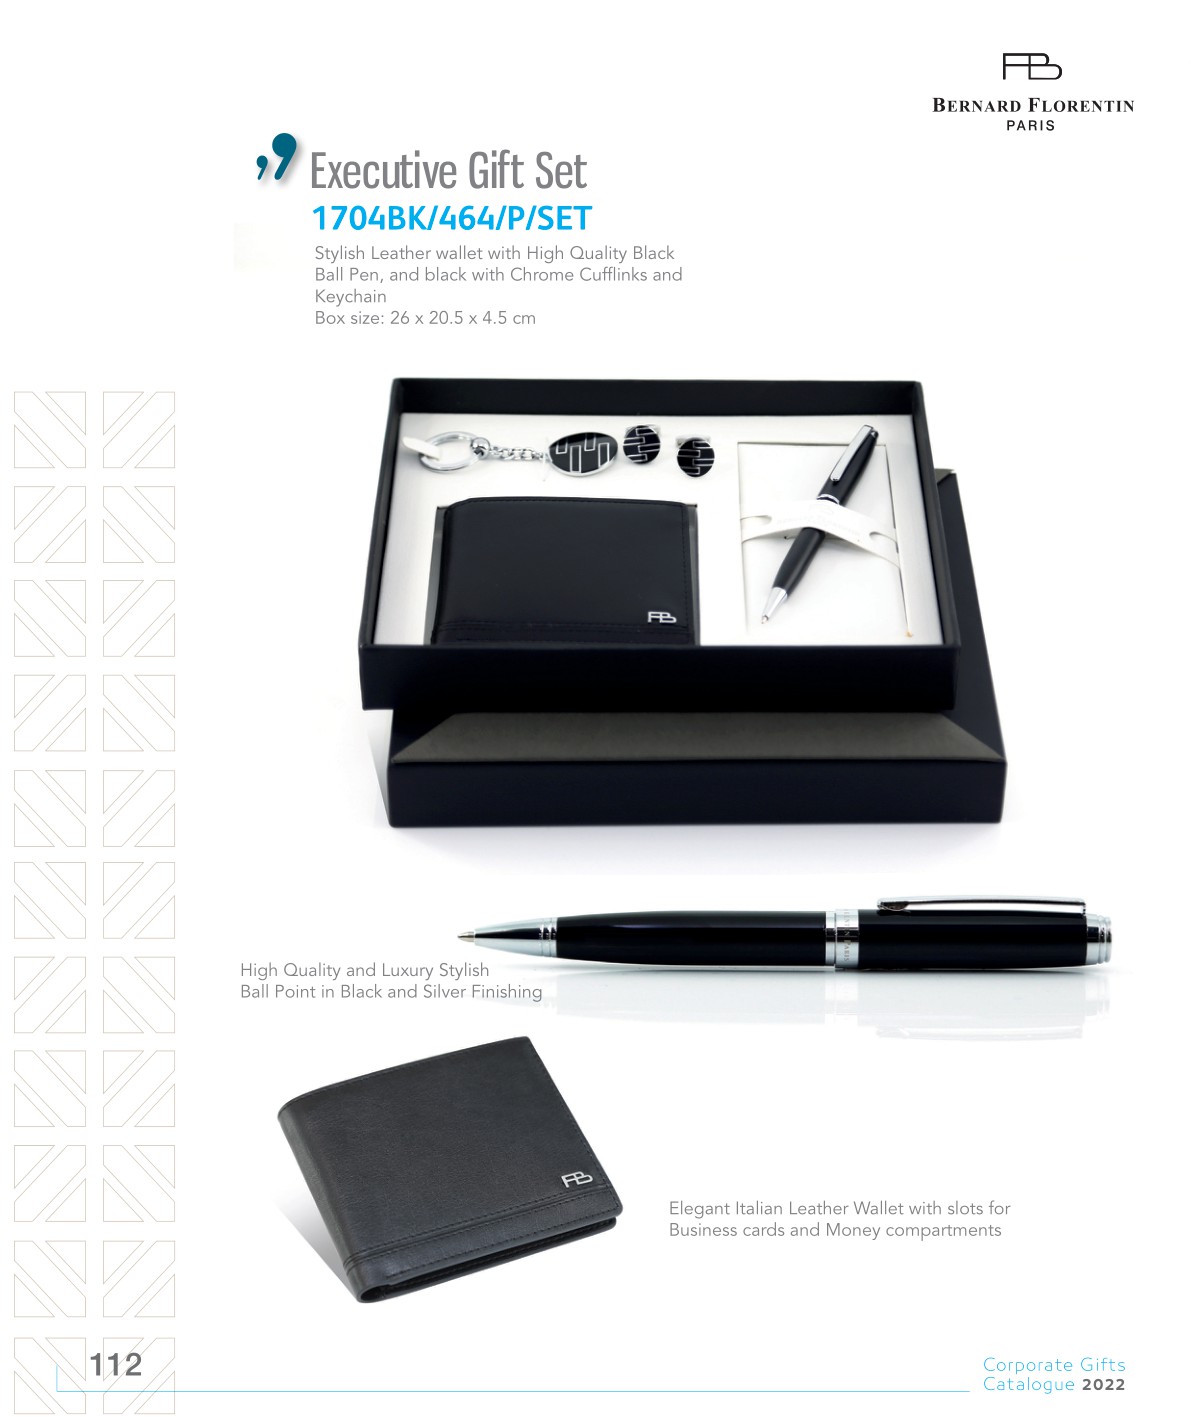 BERNARD FLORENTIN
PARIS
Executive Gift Set
1704BK/464/P/SET
Stylish Leather wallet with High Quality Black
Ball Pen, and black with Chrome Cufflinks and
Keychain
Box size: 26 x 20.5 x 4.5 cm
High Quality and Luxury Stylish
Ball Point in Black and Silver Finishing
Elegant Italian Leather Wallet with slots for
Business cards and Money compartments
112
Corporate Gifts
Catalogue 2022